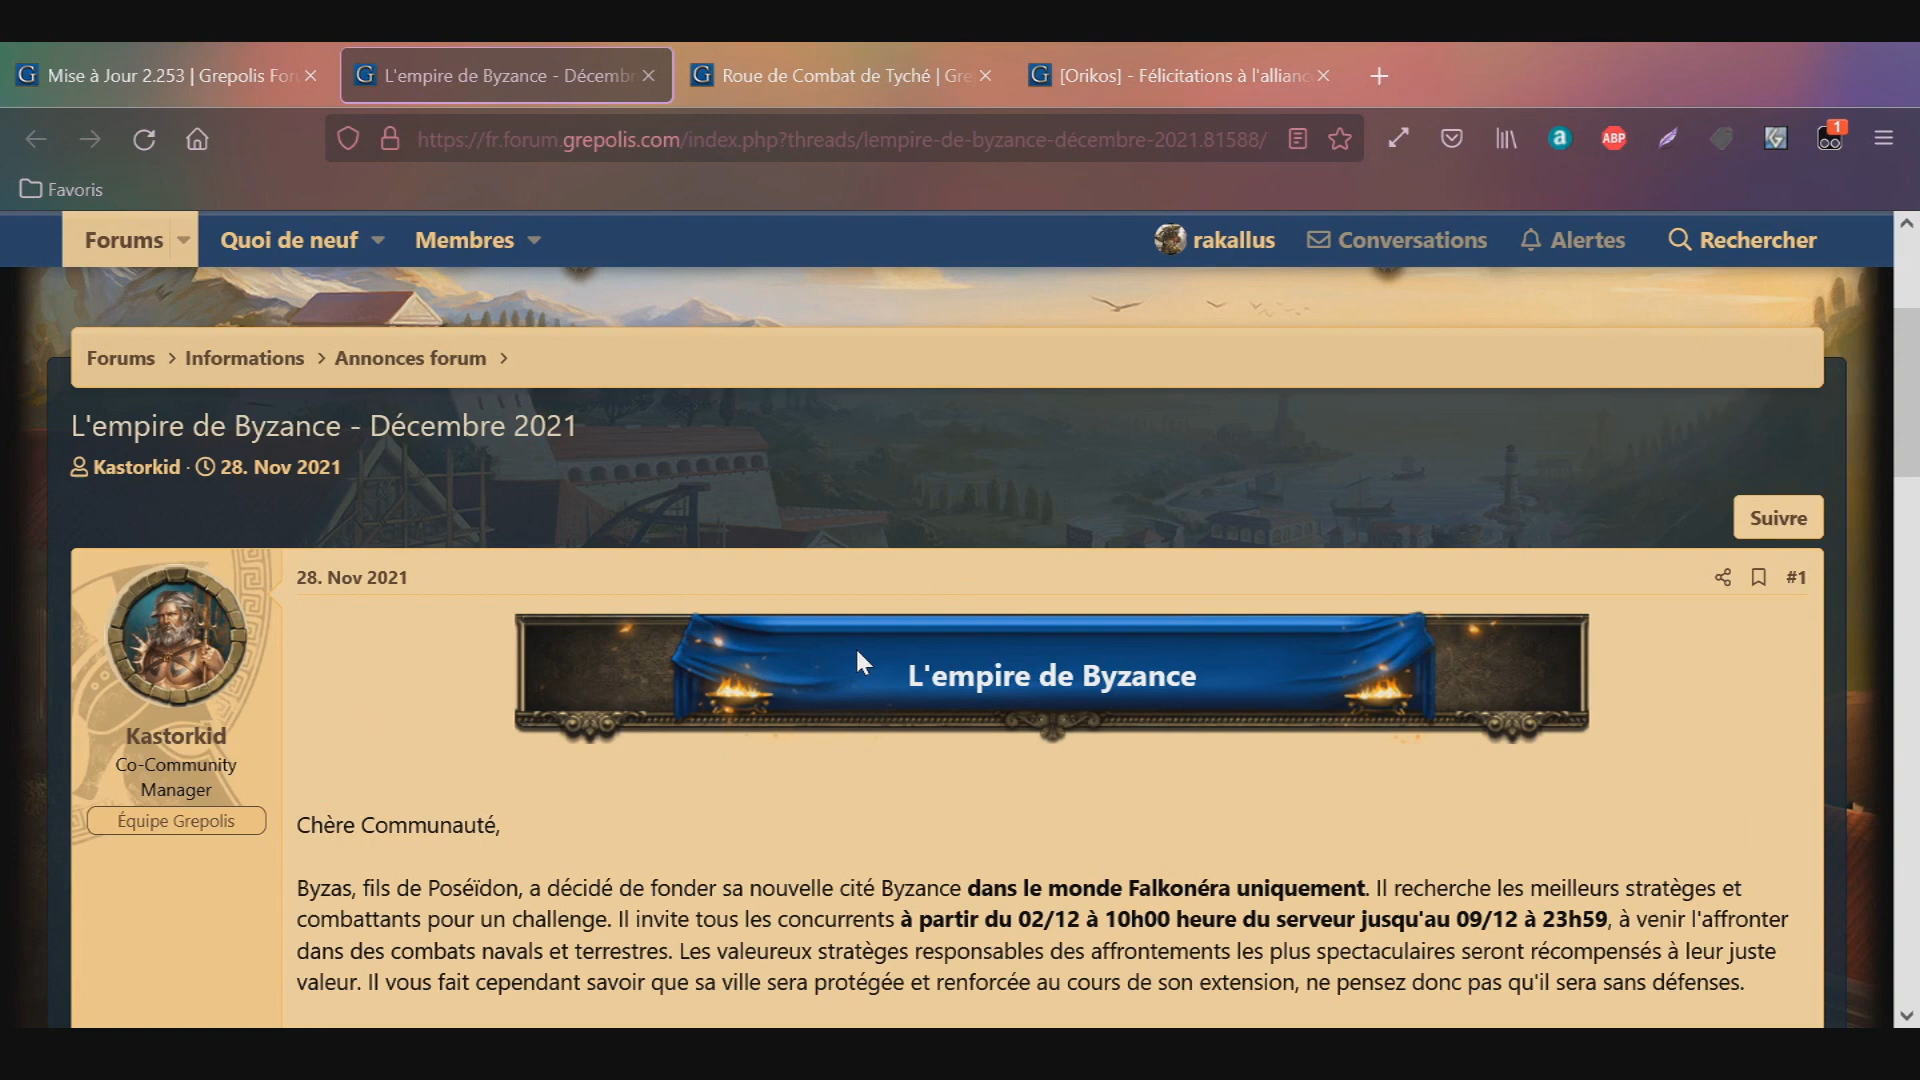 Mise à Jour 2.253 | Grepolis For
L'empire de Byzance - Décembr
Roue de Combat de Tyché | Gre
[Orikos] - Félicitations à l'allianc
https://fr.forum.grepolis.com/index.php?threads/lempire-de-byzance-décembre-2021.81588/
ABP
1
Favoris
Forums
Quoi de neuf
Membres
rakallus
Conversations
Alertes
Rechercher
Forums > Informations > Annonces forum >
L'empire de Byzance - Décembre 2021
Kastorkid · 28. Nov 2021
Suivre
28. Nov 2021
#1
L'empire de Byzance
Kastorkid
Co-Community
Manager
Équipe Grepolis
Chère Communauté,
Byzas, fils de Poséïdon, a décidé de fonder sa nouvelle cité Byzance dans le monde Falkonéra uniquement. Il recherche les meilleurs stratèges et
combattants pour un challenge. Il invite tous les concurrents à partir du 02/12 à 10h00 heure du serveur jusqu'au 09/12 à 23h59, à venir l'affronter
dans des combats navals et terrestres. Les valeureux stratèges responsables des affrontements les plus spectaculaires seront récompensés à leur juste
valeur. Il vous fait cependant savoir que sa ville sera protégée et renforcée au cours de son extension, ne pensez donc pas qu'il sera sans défenses.